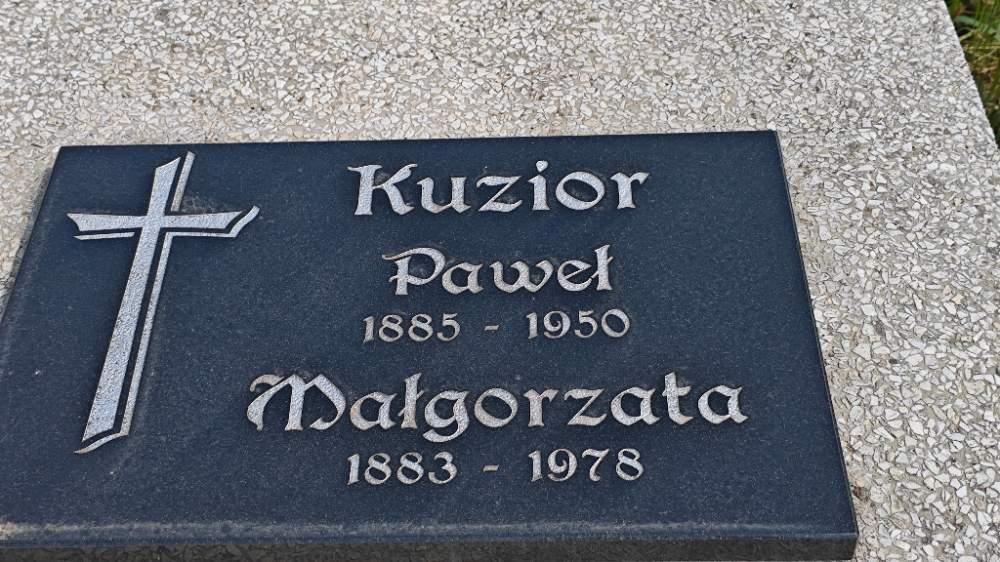 Kuzior
Paweł
1885 - 1950
Małgorzata
1883 - 1978